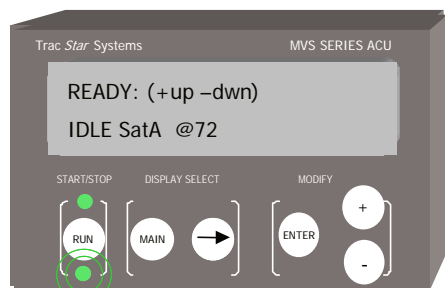 Trac Star Systems MVS SERIES ACU
READY: (+up –dwn)
IDLE SatA @72
START/STOP DISPLAY SELECT MODIFY
RUN MAIN ENTER +
-